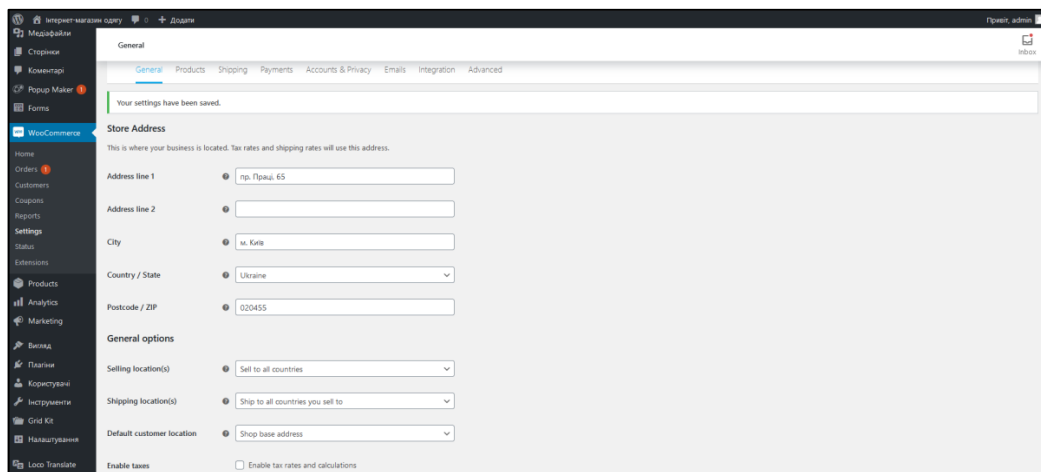 Інтернет-магазин одягу 0 Додати Привіт, admin
Медіафайли
Сторінки
Коментарі
Popup Maker 1
Forms
WooCommerce
Home
Orders 1
Customers
Coupons
Reports
Settings
Status
Extensions
Products
Analytics
Marketing
Вигляд
Плагіни
Користувачі
Інструменти
Grid Kit
Налаштування
Loco Translate
General
Inbox
General Products Shipping Payments Accounts & Privacy Emails Integration Advanced
Your settings have been saved.
Store Address
This is where your business is located. Tax rates and shipping rates will use this address.
Address line 1 пр. Праці, 65
Address line 2
City м. Київ
Country / State Ukraine
Postcode / ZIP 020455
General options
Selling location(s) Sell to all countries
Shipping location(s) Ship to all countries you sell to
Default customer location Shop base address
Enable taxes Enable tax rates and calculations